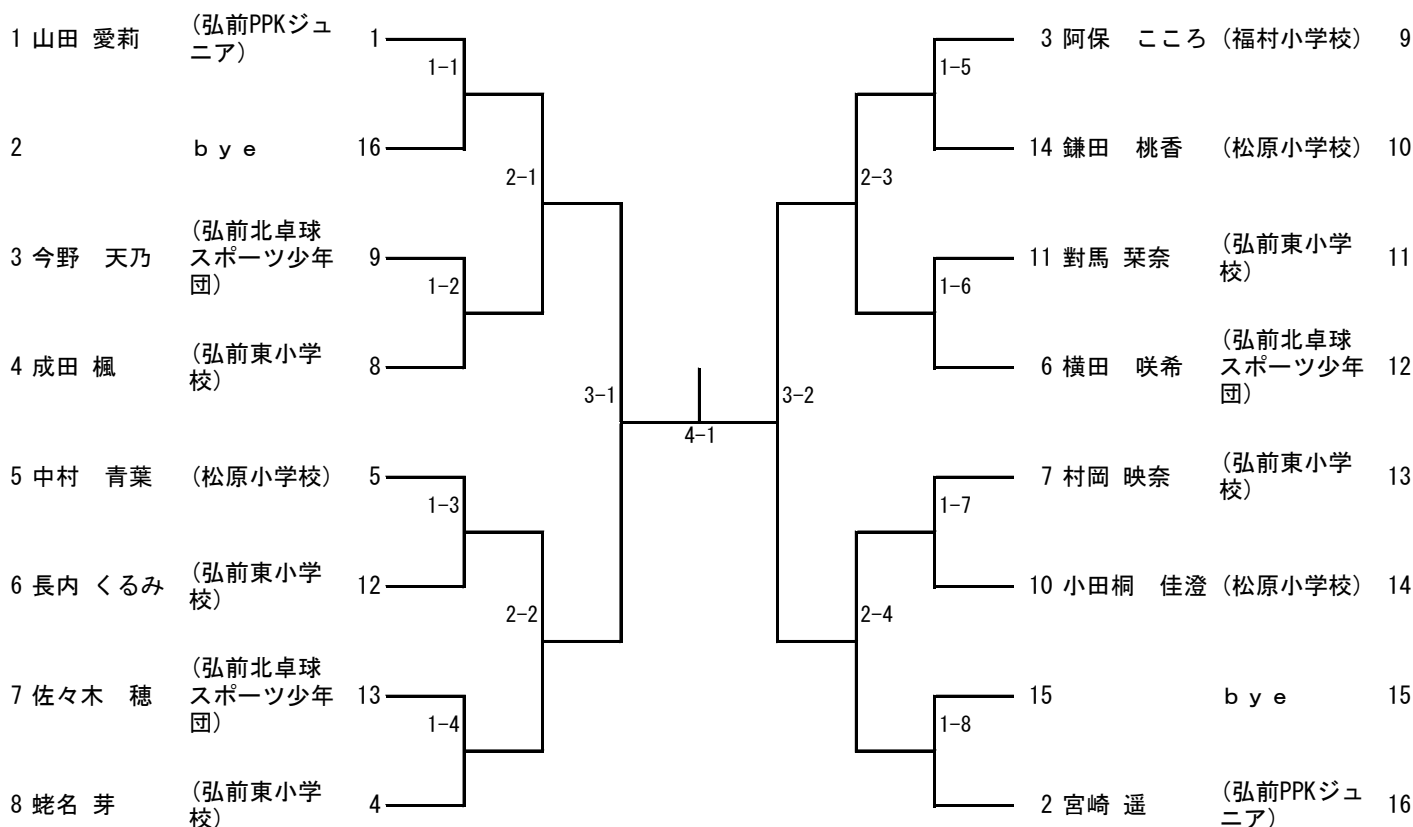 1 山田 愛莉 (弘前PPKジュニア) 1
1-1
2 ｂｙｅ 16
2-1
3 今野　天乃 (弘前北卓球スポーツ少年団) 9
1-2
4 成田 楓 (弘前東小学校) 8
3-1
5 中村　青葉 (松原小学校) 5
1-3
6 長内 くるみ (弘前東小学校) 12
2-2
7 佐々木　穂 (弘前北卓球スポーツ少年団) 13
1-4
8 蛯名 芽 (弘前東小学校) 4
4-1
3 阿保　こころ (福村小学校) 9
1-5
14 鎌田　桃香 (松原小学校) 10
2-3
11 對馬 栞奈 (弘前東小学校) 11
1-6
6 横田　咲希 (弘前北卓球スポーツ少年団) 12
3-2
7 村岡 映奈 (弘前東小学校) 13
1-7
10 小田桐　佳澄 (松原小学校) 14
2-4
15 ｂｙｅ 15
1-8
2 宮崎 遥 (弘前PPKジュニア) 16